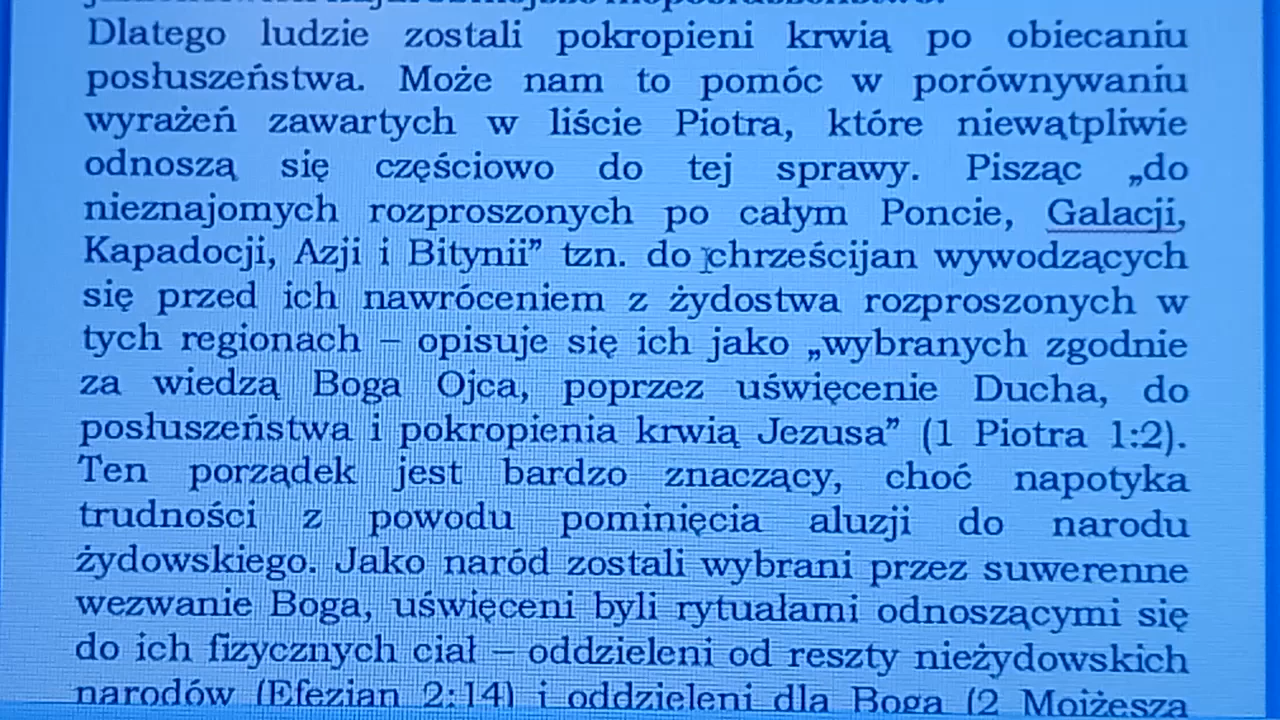 Dlatego ludzie zostali pokropieni krwią po obiecaniu
posłuszeństwa. Może nam to pomóc w porównywaniu
wyrażeń zawartych w liście Piotra, które niewątpliwie
odnoszą się częściowo do tej sprawy. Pisząc „do
nieznajomych rozproszonych po całym Poncie, Galacji,
Kapadocji, Azji i Bitynii” tzn. do chrześcijan wywodzących
się przed ich nawróceniem z żydostwa rozproszonych w
tych regionach – opisuje się ich jako „wybranych zgodnie
za wiedzą Boga Ojca, poprzez uświęcenie Ducha, do
posłuszeństwa i pokropienia krwią Jezusa” (1 Piotra 1:2).
Ten porządek jest bardzo znaczący, choć napotyka
trudności z powodu pominięcia aluzji do narodu
żydowskiego. Jako naród zostali wybrani przez suwerenne
wezwanie Boga, uświęceni byli rytuałami odnoszącymi się
do ich fizycznych ciał – oddzieleni od reszty nieżydowskich
narodów (Efezjan 2:14) i oddzieleni dla Boga (2 Mojżesza